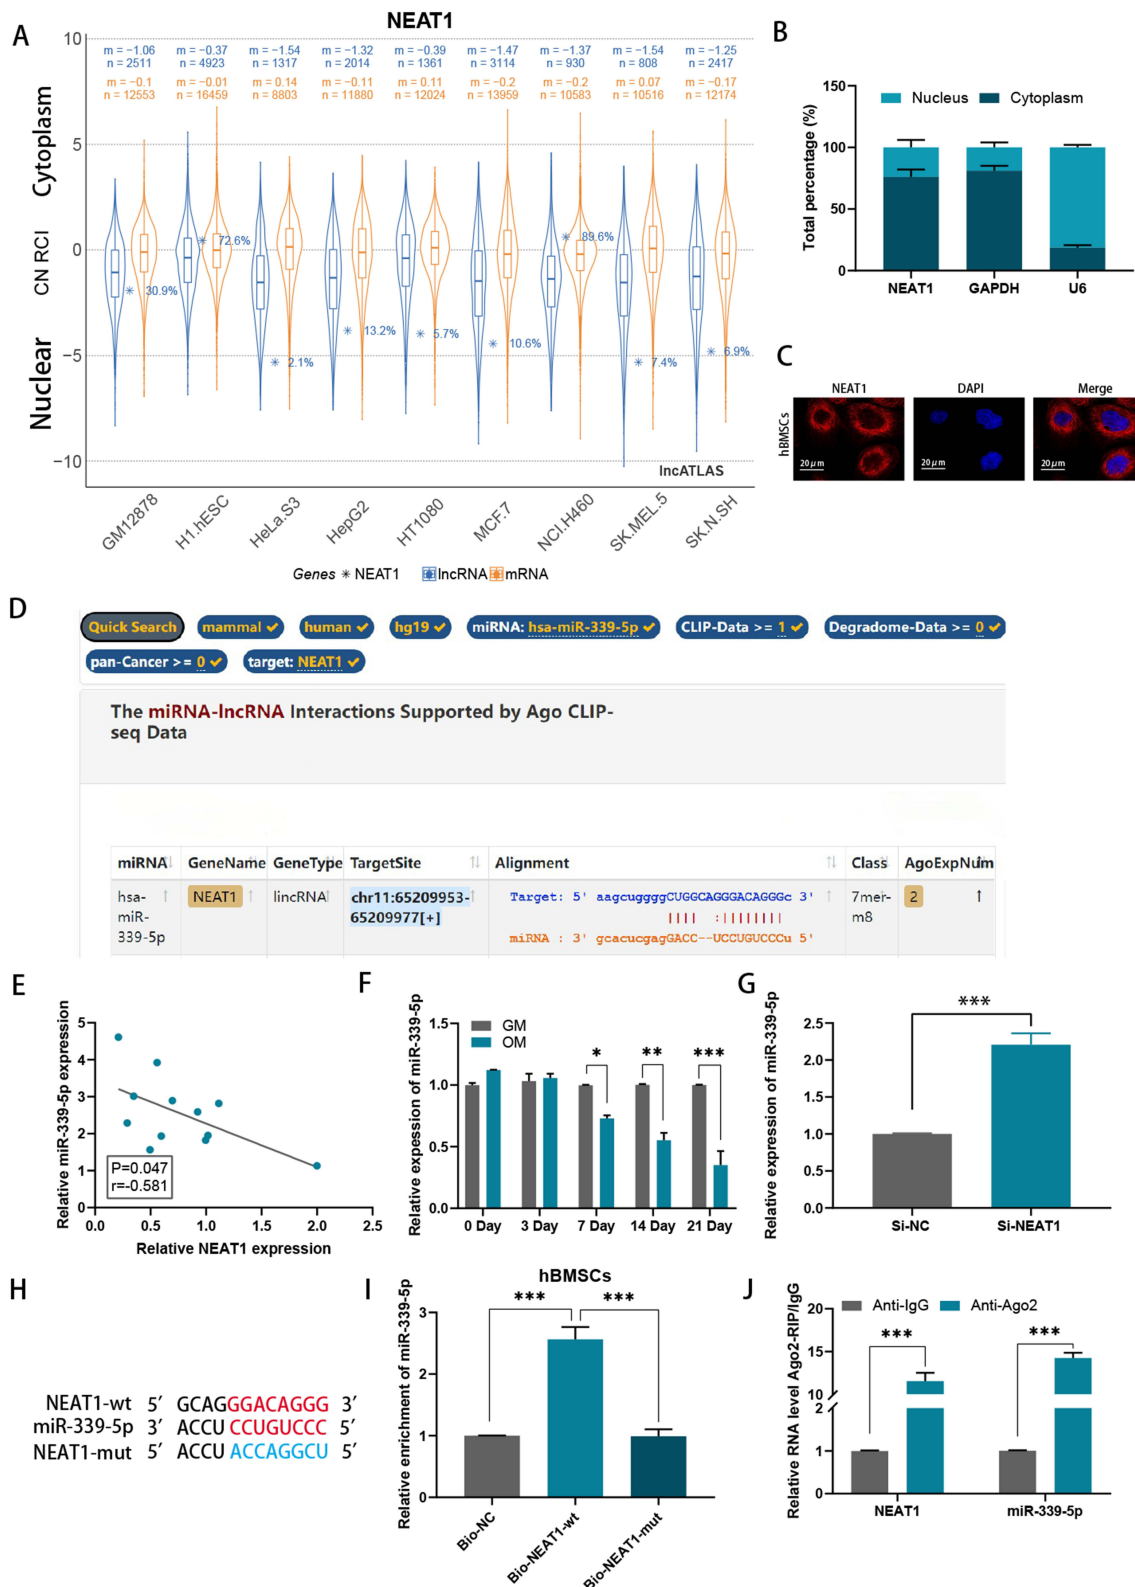 A
NEAT1
10
5
0
−5
−10
Cytoplasm
CN RCI
Nuclear
m = −1.06 m = −0.37 m = −1.54 m = −1.32 m = −0.39 m = −1.47 m = −1.37 m = −1.54 m = −1.25
n = 2511 n = 4923 n = 1317 n = 2014 n = 1361 n = 3114 n = 930 n = 808 n = 2417
m = −0.1 m = −0.01 m = 0.14 m = −0.11 m = 0.11 m = −0.2 m = −0.2 m = 0.07 m = −0.17
n = 12553 n = 16459 n = 8803 n = 11880 n = 12024 n = 13959 n = 10583 n = 10516 n = 12174
30.9% 72.6% 2.1% 13.2% 5.7% 10.6% 89.6% 7.4% 6.9%
lncATLAS
GM12878 H1.hESC HeLa.S3 HepG2 HT1080 MCF.7 NCI.H460 SK.MEL.5 SK.N.SH
Genes * NEAT1 lncRNA mRNA
B
Total percentage (%)
150
100
50
0
Nucleus Cytoplasm
NEAT1 GAPDH U6
C
NEAT1 DAPI Merge
hBMSCs
20μm 20μm 20μm
D
Quick Search mammal ✔ human ✔ hg19 ✔ miRNA: hsa-miR-339-5p ✔ CLIP-Data >= 1 ✔ Degradome-Data >= 0 ✔
pan-Cancer >= 0 ✔ target: NEAT1 ✔
The miRNA-lncRNA Interactions Supported by Ago CLIP-
seq Data
miRNA GeneName GeneType TargetSite Alignment Class AgoExpNum
hsa-miR-339-5p NEAT1 lincRNA chr11:65209953-65209977[+] 7mer-m8 2
Target: 5' aagcuggggCUGGCAGGGACAGGGc 3'
miRNA : 3' gcacucgagGACC--UCCUGUCCCu 5'
E
Relative miR-339-5p expression
5
4
3
2
1
0
P=0.047
r=-0.581
0.0 0.5 1.0 1.5 2.0 2.5
Relative NEAT1 expression
F
Relative expression of miR-339-5p
1.5
1.0
0.5
0.0
GM
OM
* ** ***
0 Day 3 Day 7 Day 14 Day 21 Day
G
Relative expression of miR-339-5p
2.5
2.0
1.5
1.0
0.5
0.0
***
Si-NC Si-NEAT1
H
NEAT1-wt 5′ GCAGGGACAGGG 3′
miR-339-5p 3′ ACCU CCUGUCCC 5′
NEAT1-mut 5′ ACCU ACCAGGCU 5′
I
hBMSCs
Relative enrichment of miR-339-5p
3
2
1
0
*** ***
Bio-NC Bio-NEAT1-wt Bio-NEAT1-mut
J
Relative RNA level Ago2-RIP/IgG
Anti-IgG Anti-Ago2
20
15
10
2
1
0
*** ***
NEAT1 miR-339-5p